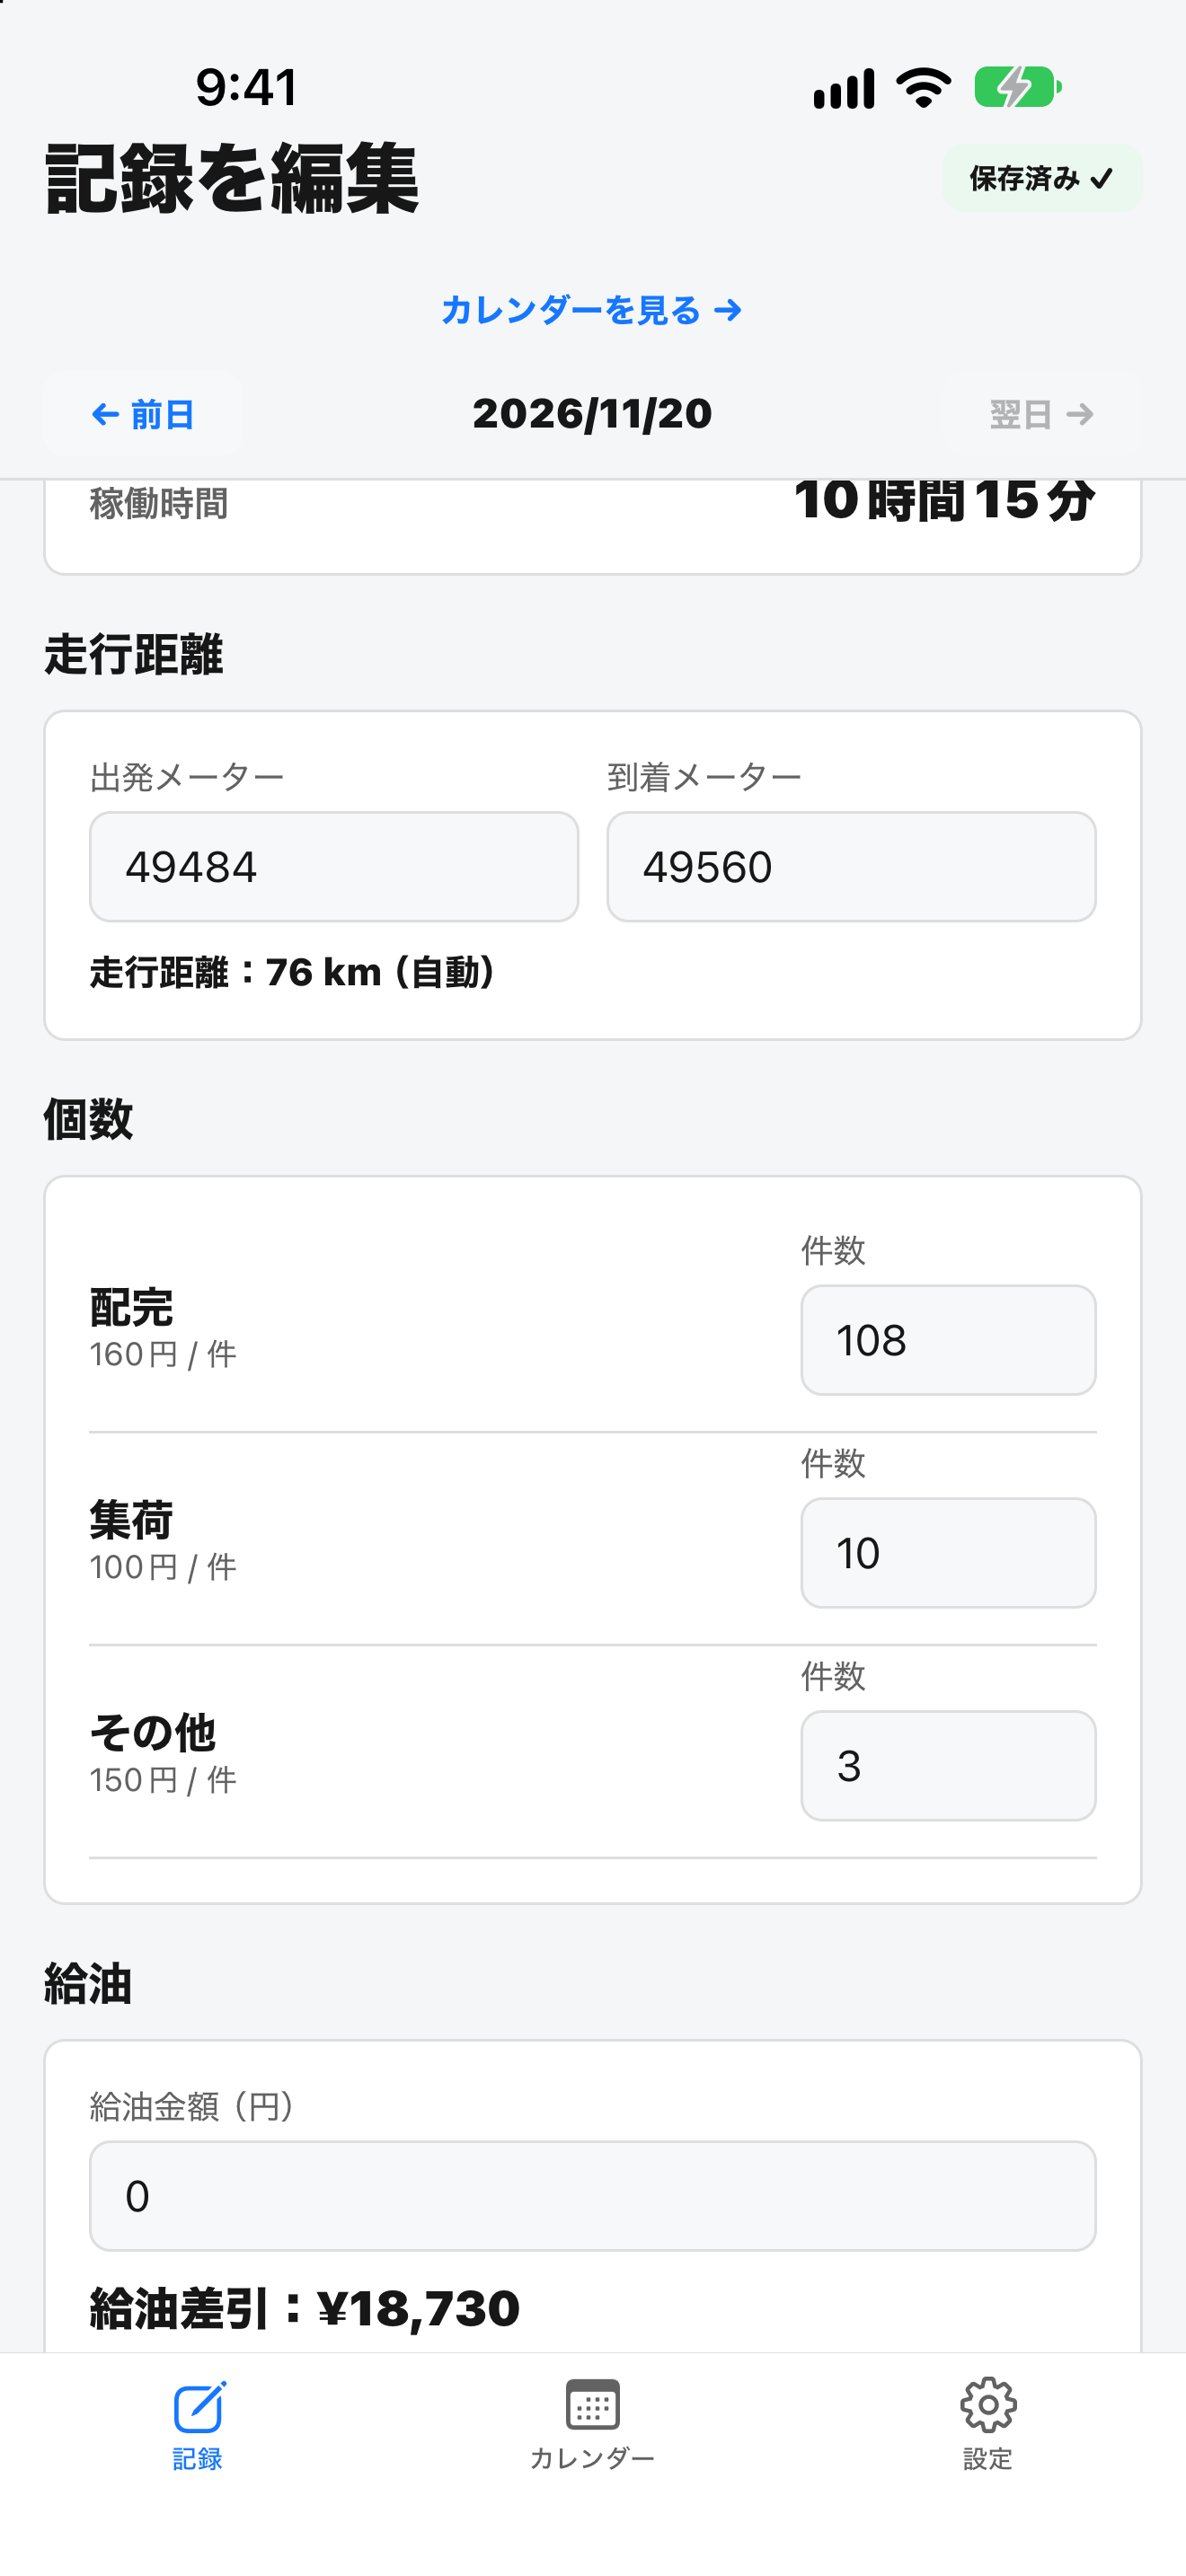 9:41
記録を編集
保存済み ✓
カレンダーを見る →
← 前日
2026/11/20
翌日 →
稼働時間
10時間15分
走行距離
出発メーター
到着メーター
49484
49560
走行距離：76 km（自動）
個数
件数
配完
160円 / 件
108
件数
集荷
100円 / 件
10
件数
その他
150円 / 件
3
給油
給油金額（円）
0
給油差引：¥18,730
記録
カレンダー
設定